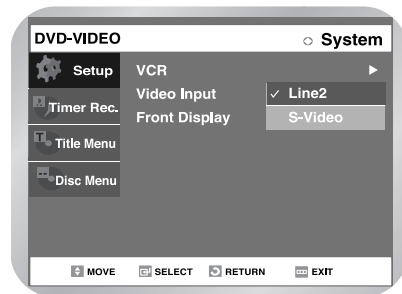 DVD-VIDEO System
Setup VCR
Video Input ✓ Line2
Timer Rec. Front Display S-Video
Title Menu
Disc Menu
MOVE SELECT RETURN EXIT